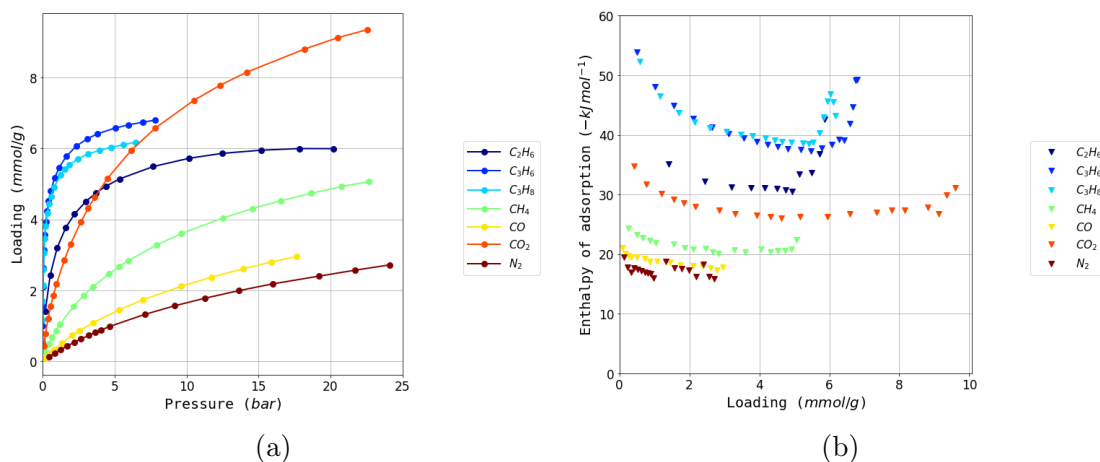 Loading (mmol/g)
8
6
4
2
0
0 5 10 15 20 25
Pressure (bar)
C₂H₆
C₃H₆
C₃H₈
CH₄
CO
CO₂
N₂
(a)
Enthalpy of adsorption (−kJmol⁻¹)
60
50
40
30
20
10
0
0 2 4 6 8 10
Loading (mmol/g)
C₂H₆
C₃H₆
C₃H₈
CH₄
CO
CO₂
N₂
(b)